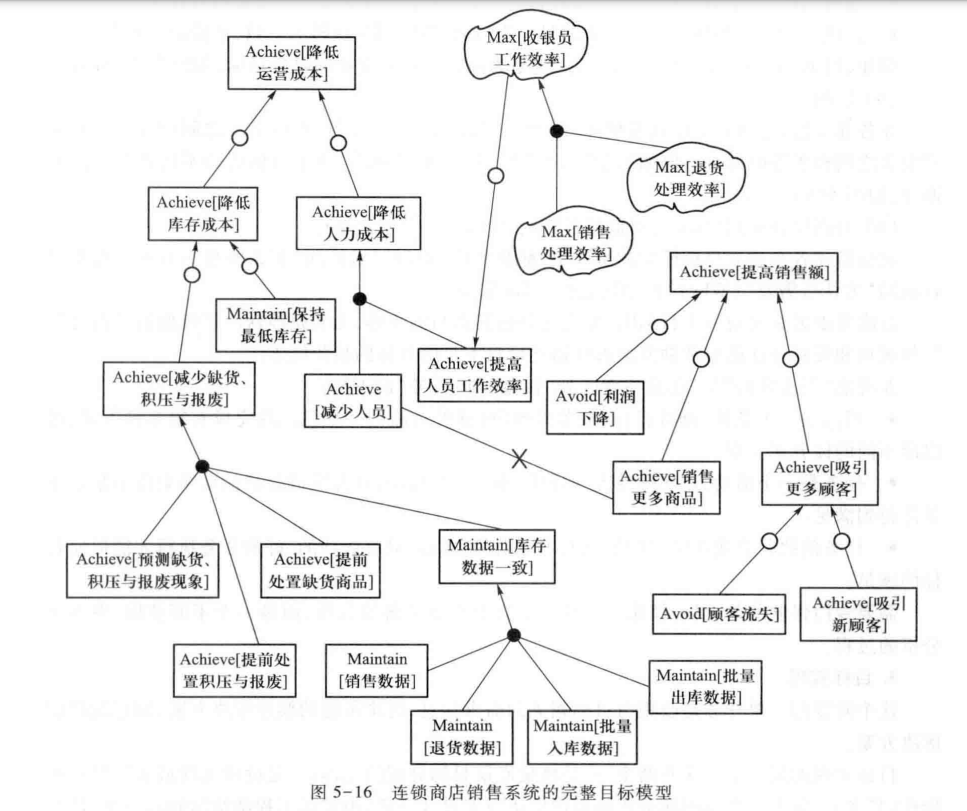 Achieve[降低
运营成本]
Max[收银员
工作效率]
Max[退货
处理效率]
Max[销售
处理效率]
Achieve[降低
库存成本]
Achieve[降低
人力成本]
Achieve[提高销售额]
Maintain[保持
最低库存]
Achieve[减少缺货、
积压与报废]
Achieve
[减少人员]
Achieve[提高
人员工作效率]
Avoid[利润
下降]
Achieve[销售
更多商品]
Achieve[吸引
更多顾客]
Achieve[预测缺货、
积压与报废现象]
Achieve[提前
处置缺货商品]
Maintain[库存
数据一致]
Avoid[顾客流失]
Achieve[吸引
新顾客]
Achieve[提前处
置积压与报废]
Maintain
[销售数据]
Maintain
[退货数据]
Maintain[批量
入库数据]
Maintain[批量
出库数据]
图 5-16 连锁商店销售系统的完整目标模型